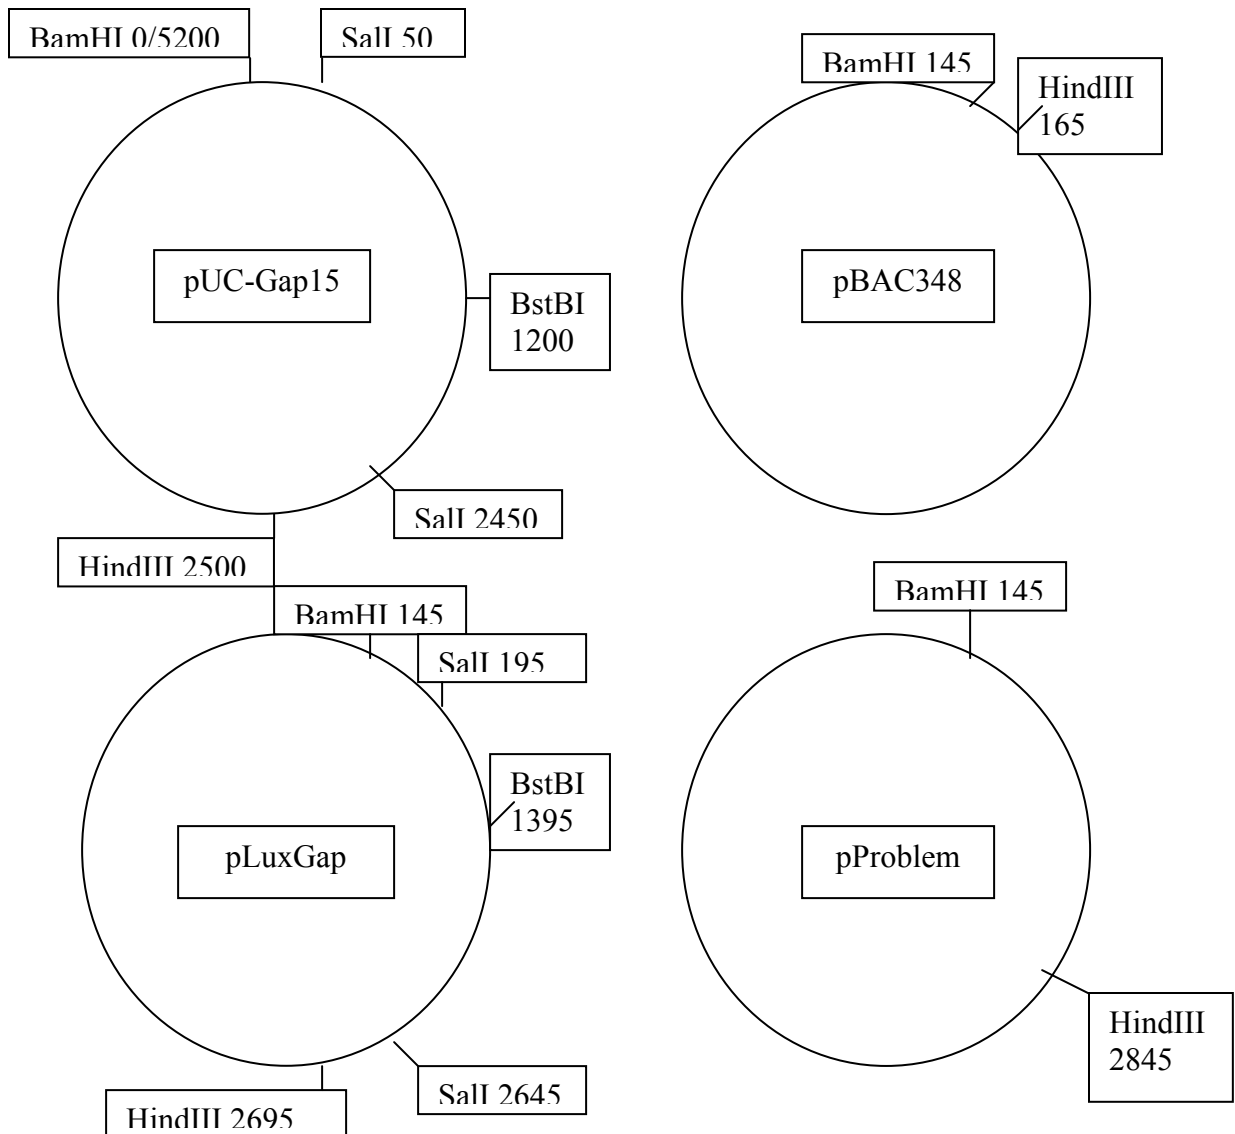 BamHI 0/5200
SalI 50
BamHI 145
HindIII
165
pUC-Gap15
pBAC348
BstBI
1200
SalI 2450
HindIII 2500
BamHI 145
BamHI 145
SalI 195
BstBI
1395
pLuxGap
pProblem
HindIII
2845
SalI 2645
HindIII 2695